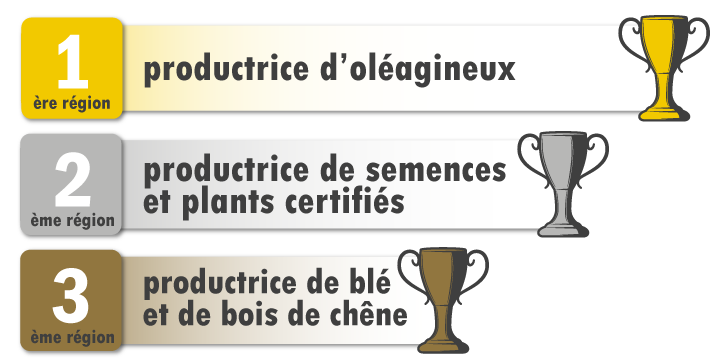 1
ère région
productrice d’oléagineux
2
ème région
productrice de semences
et plants certifiés
3
ème région
productrice de blé
et de bois de chêne